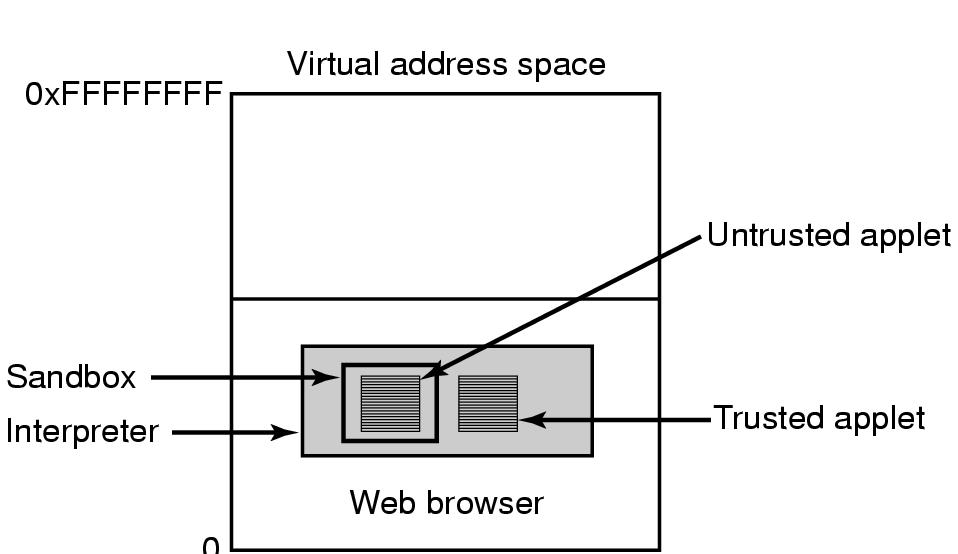 Virtual address space
0xFFFFFFFF
Untrusted applet
Sandbox
Interpreter
Trusted applet
Web browser
0